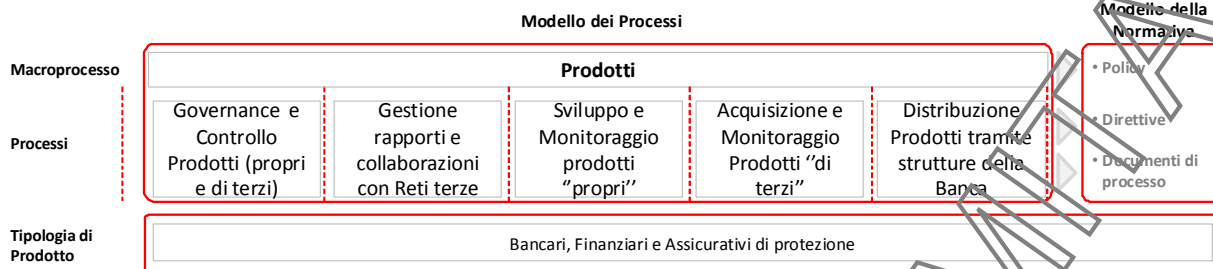 Modello dei Processi
Modello della
Normativa
Macroprocesso
Prodotti
• Policy
Processi
Governance e
Controllo
Prodotti (propri
e di terzi)
Gestione
rapporti e
collaborazioni
con Reti terze
Sviluppo e
Monitoraggio
prodotti
“propri’’
Acquisizione e
Monitoraggio
Prodotti ‘’di
terzi”
Distribuzione
Prodotti tramite
strutture della
Banca
• Direttive
• Documenti di
processo
Tipologia di
Prodotto
Bancari, Finanziari e Assicurativi di protezione